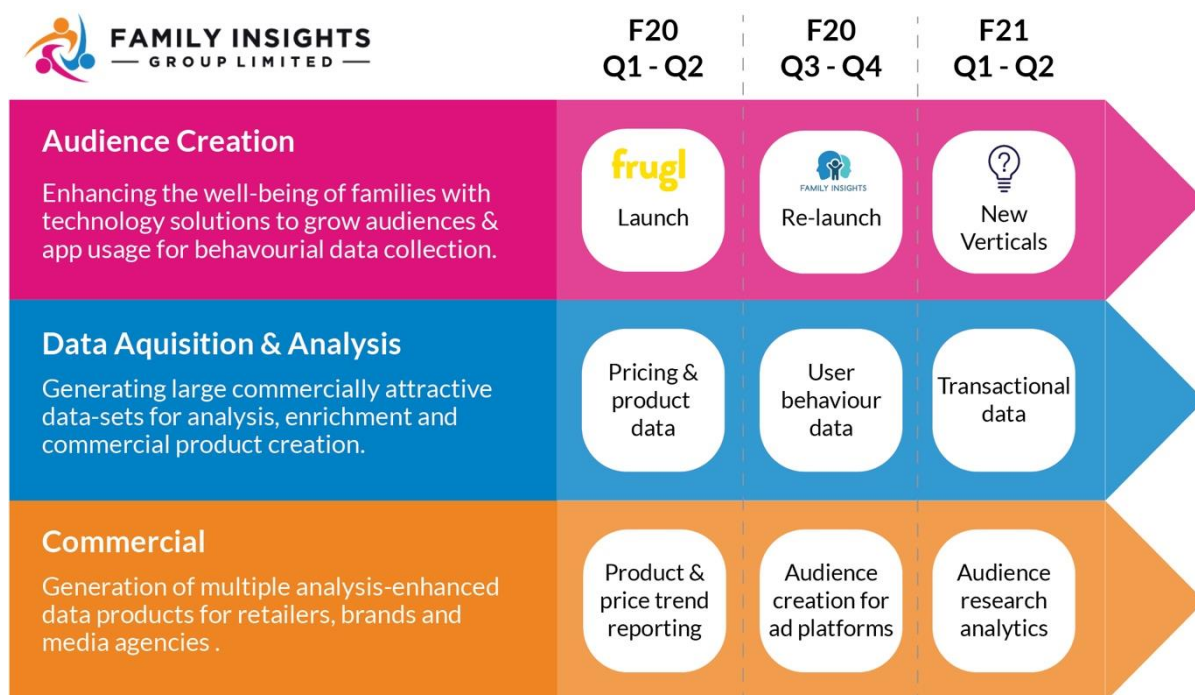 FAMILY INSIGHTS
GROUP LIMITED
F20
Q1 - Q2
F20
Q3 - Q4
F21
Q1 - Q2
Audience Creation
Enhancing the well-being of families with
technology solutions to grow audiences &
app usage for behavourial data collection.
frugl
Launch
FAMILY INSIGHTS
Re-launch
?
New
Verticals
Data Aquisition & Analysis
Generating large commercially attractive
data-sets for analysis, enrichment and
commercial product creation.
Pricing &
product
data
User
behaviour
data
Transactional
data
Commercial
Generation of multiple analysis-enhanced
data products for retailers, brands and
media agencies .
Product &
price trend
reporting
Audience
creation for
ad platforms
Audience
research
analytics